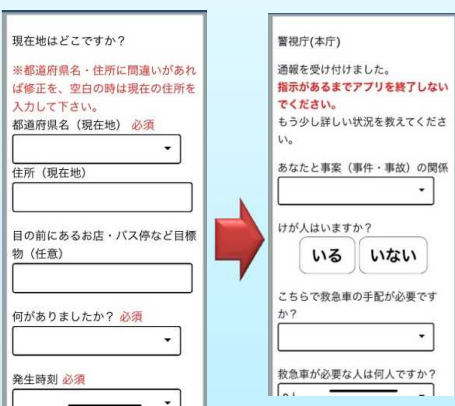 現在地はどこですか?
※都道府県名・住所に間違いがあれ
ば修正を、空白の時は現在の住所を
入力して下さい。
都道府県名(現在地) 必須
住所(現在地)
目の前にあるお店・バス停など目標
物(任意)
何がありましたか? 必須
発生時刻 必須
警視庁(本庁)
通報を受け付けました。
指示があるまでアプリを終了しない
でください。
もう少し詳しい状況を教えてくださ
い。
あなたと事案(事件・事故)の関係
けが人はいますか?
いる いない
こちらで救急車の手配が必要です
か?
救急車が必要な人は何人ですか?